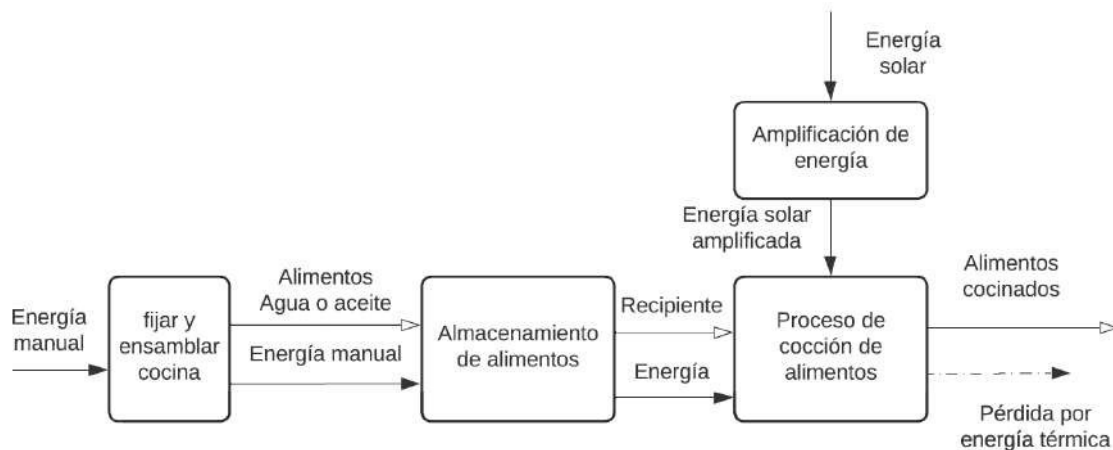 Energía
solar
Amplificación de
energía
Energía solar
amplificada
Energía
manual
fijar y
ensamblar
cocina
Alimentos
Agua o aceite
Energía manual
Almacenamiento
de alimentos
Recipiente
Energía
Proceso de
cocción de
alimentos
Alimentos
cocinados
Pérdida por
energía térmica